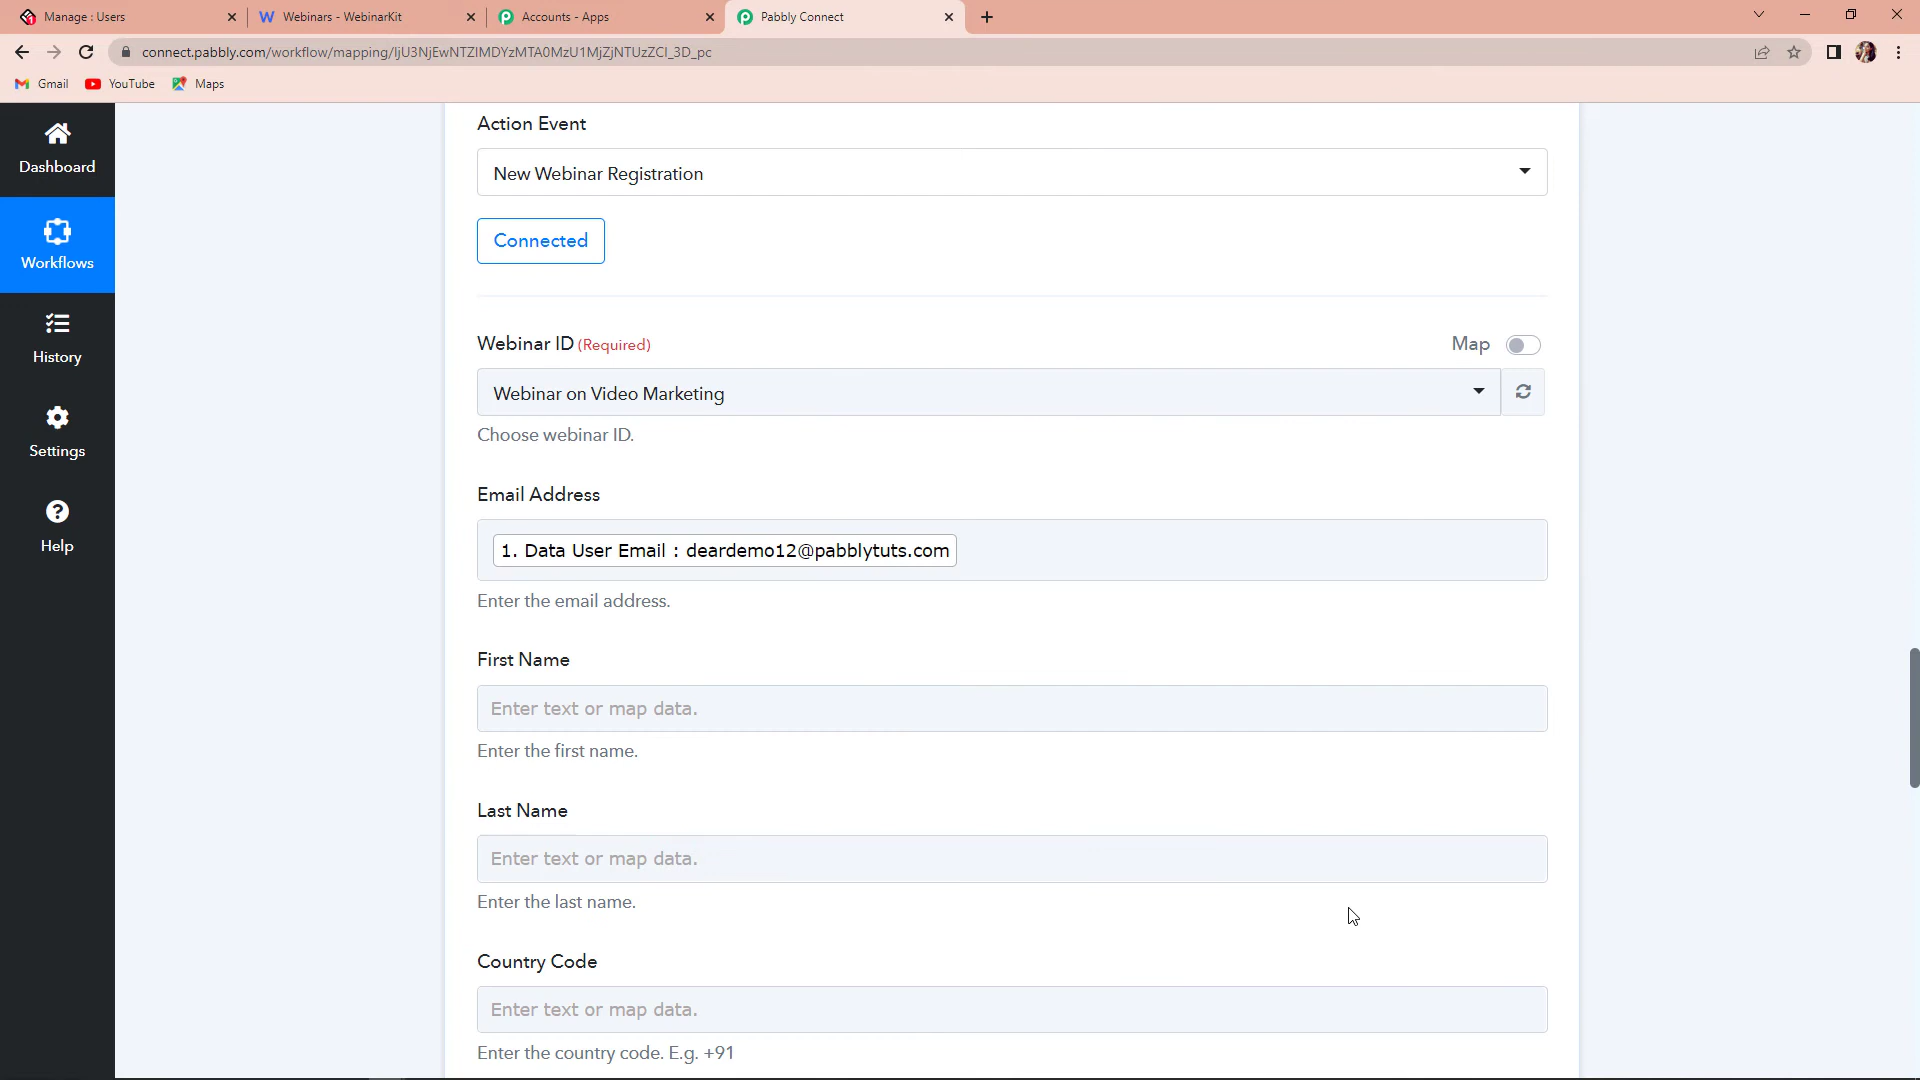 Manage : Users
Webinars - WebinarKit
Accounts - Apps
Pabbly Connect
connect.pabbly.com/workflow/mapping/IjU3NjEwNTZlMDYzMTA0MzU1MjZjNTUzZCI_3D_pc
Gmail
YouTube
Maps
Dashboard
Workflows
History
Settings
Help
Action Event
New Webinar Registration
Connected
Webinar ID (Required)
Map
Webinar on Video Marketing
Choose webinar ID.
Email Address
1. Data User Email : deardemo12@pabblytuts.com
Enter the email address.
First Name
Enter text or map data.
Enter the first name.
Last Name
Enter text or map data.
Enter the last name.
Country Code
Enter text or map data.
Enter the country code. E.g. +91